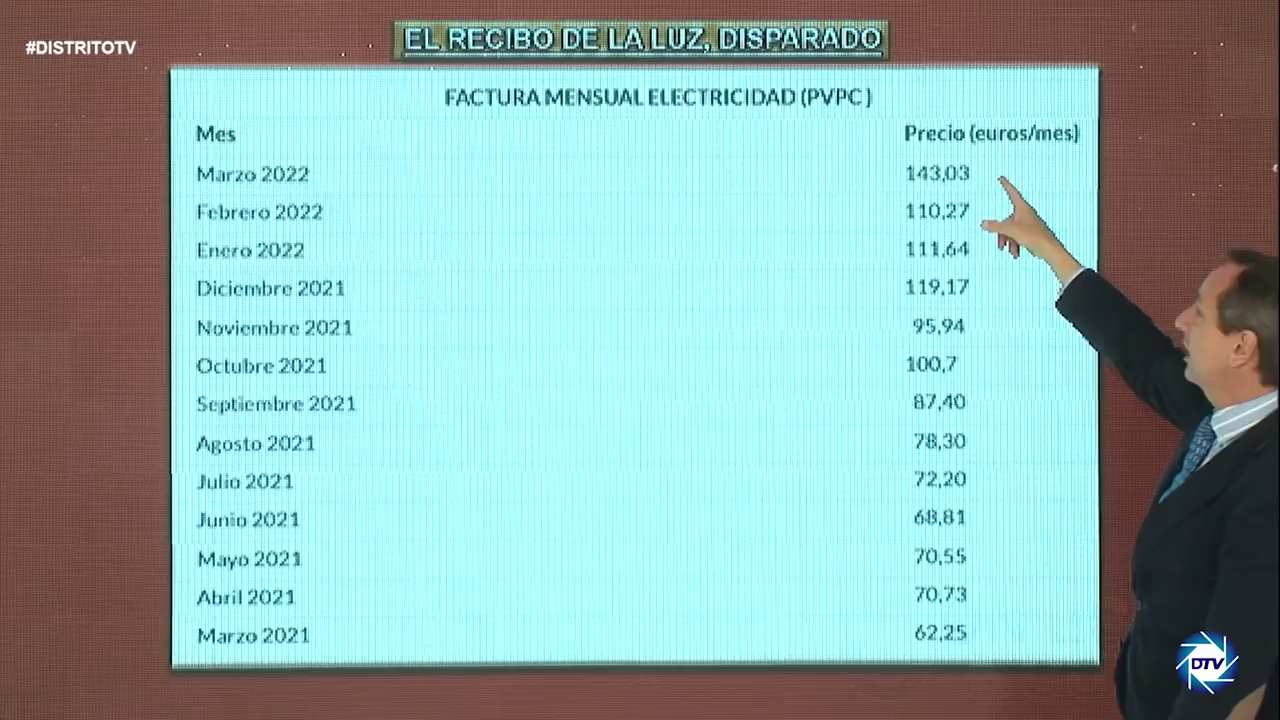 #DISTRITOTV
EL RECIBO DE LA LUZ, DISPARADO
FACTURA MENSUAL ELECTRICIDAD (PVPC )
Mes Precio (euros/mes)
Marzo 2022 143,03
Febrero 2022 110,27
Enero 2022 111,64
Diciembre 2021 119,17
Noviembre 2021 95,94
Octubre 2021 100,7
Septiembre 2021 87,40
Agosto 2021 78,30
Julio 2021 72,20
Junio 2021 68,81
Mayo 2021 70,55
Abril 2021 70,73
Marzo 2021 62,25
DTV